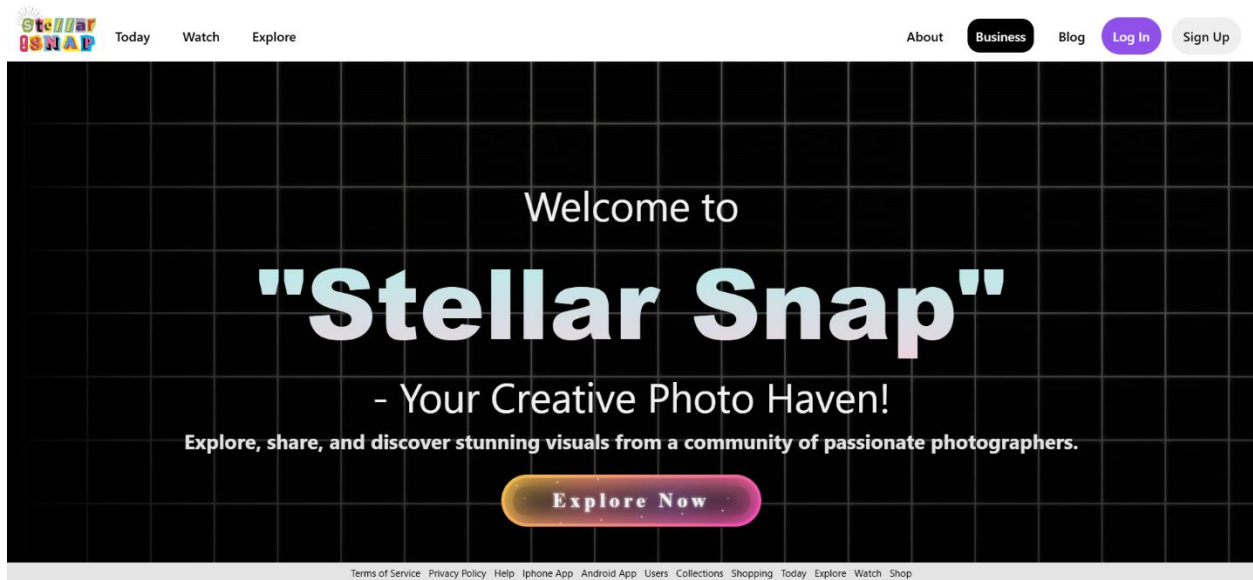 Stellar
SNAP
Today Watch Explore About Business Blog Log In Sign Up
Welcome to
"Stellar Snap"
- Your Creative Photo Haven!
Explore, share, and discover stunning visuals from a community of passionate photographers.
Explore Now
Terms of Service Privacy Policy Help Iphone App Android App Users Collections Shopping Today Explore Watch Shop